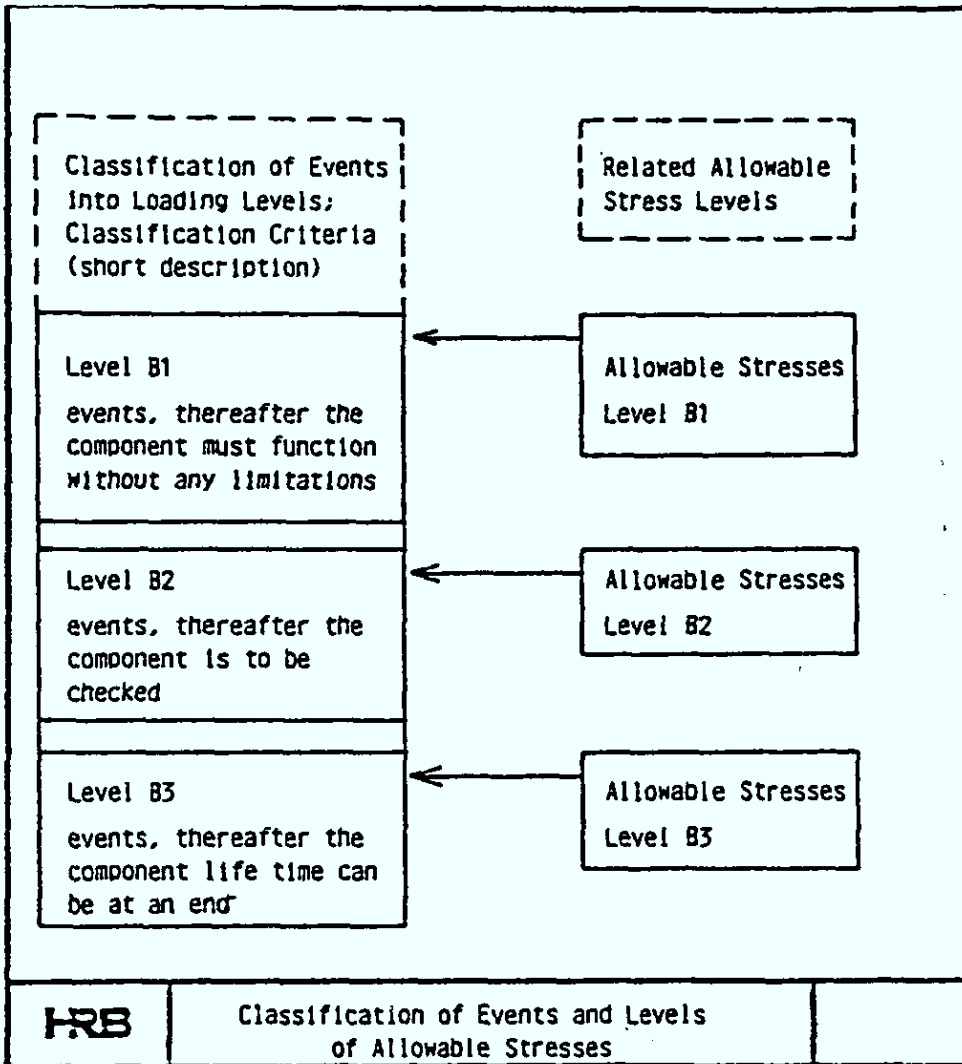 Classification of Events
into Loading Levels;
Classification Criteria
(short description)
Related Allowable
Stress Levels
Level B1
events, thereafter the
component must function
without any limitations
Allowable Stresses
Level B1
Level B2
events, thereafter the
component is to be
checked
Allowable Stresses
Level B2
Level B3
events, thereafter the
component life time can
be at an end
Allowable Stresses
Level B3
HRB
Classification of Events and Levels
of Allowable Stresses